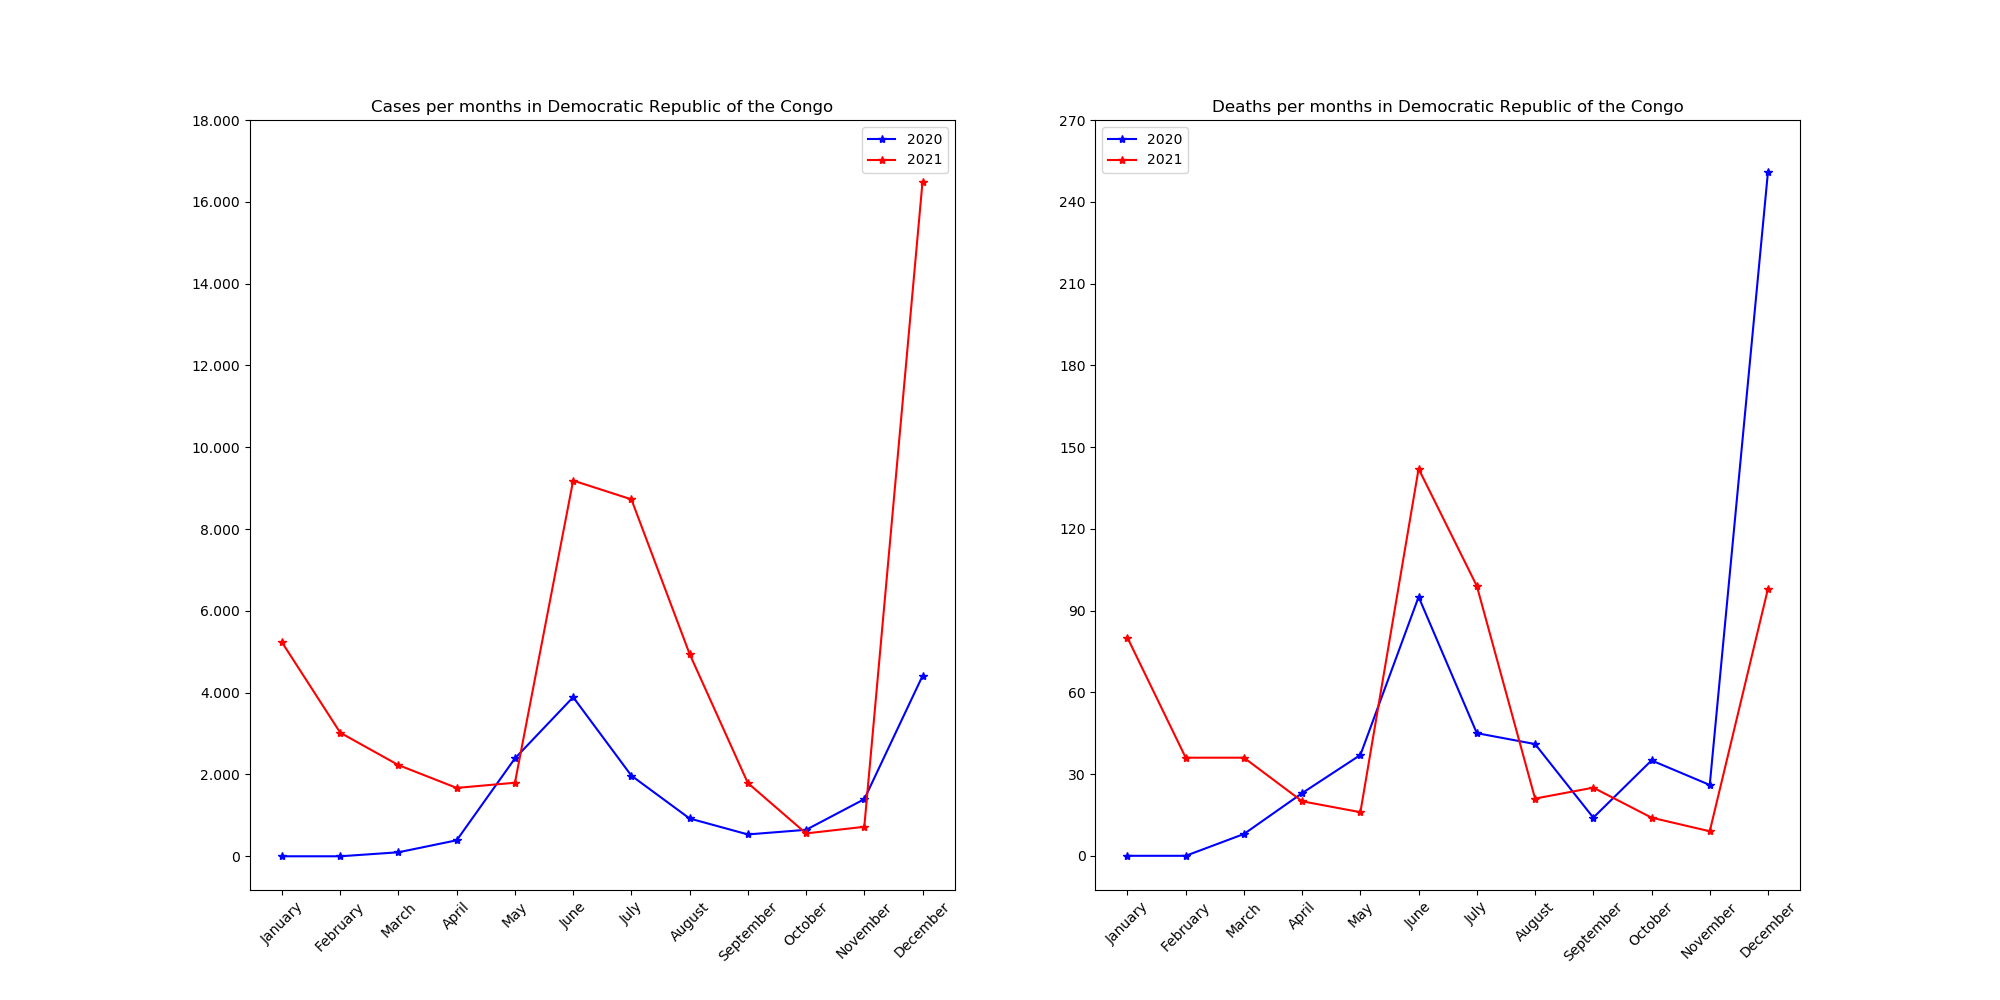 Cases per months in Democratic Republic of the Congo
18.000
16.000
14.000
12.000
10.000
8.000
6.000
4.000
2.000
0
2020
2021
January
February
March
April
May
June
July
August
September
October
November
December
Deaths per months in Democratic Republic of the Congo
270
240
210
180
150
120
90
60
30
0
2020
2021
January
February
March
April
May
June
July
August
September
October
November
December